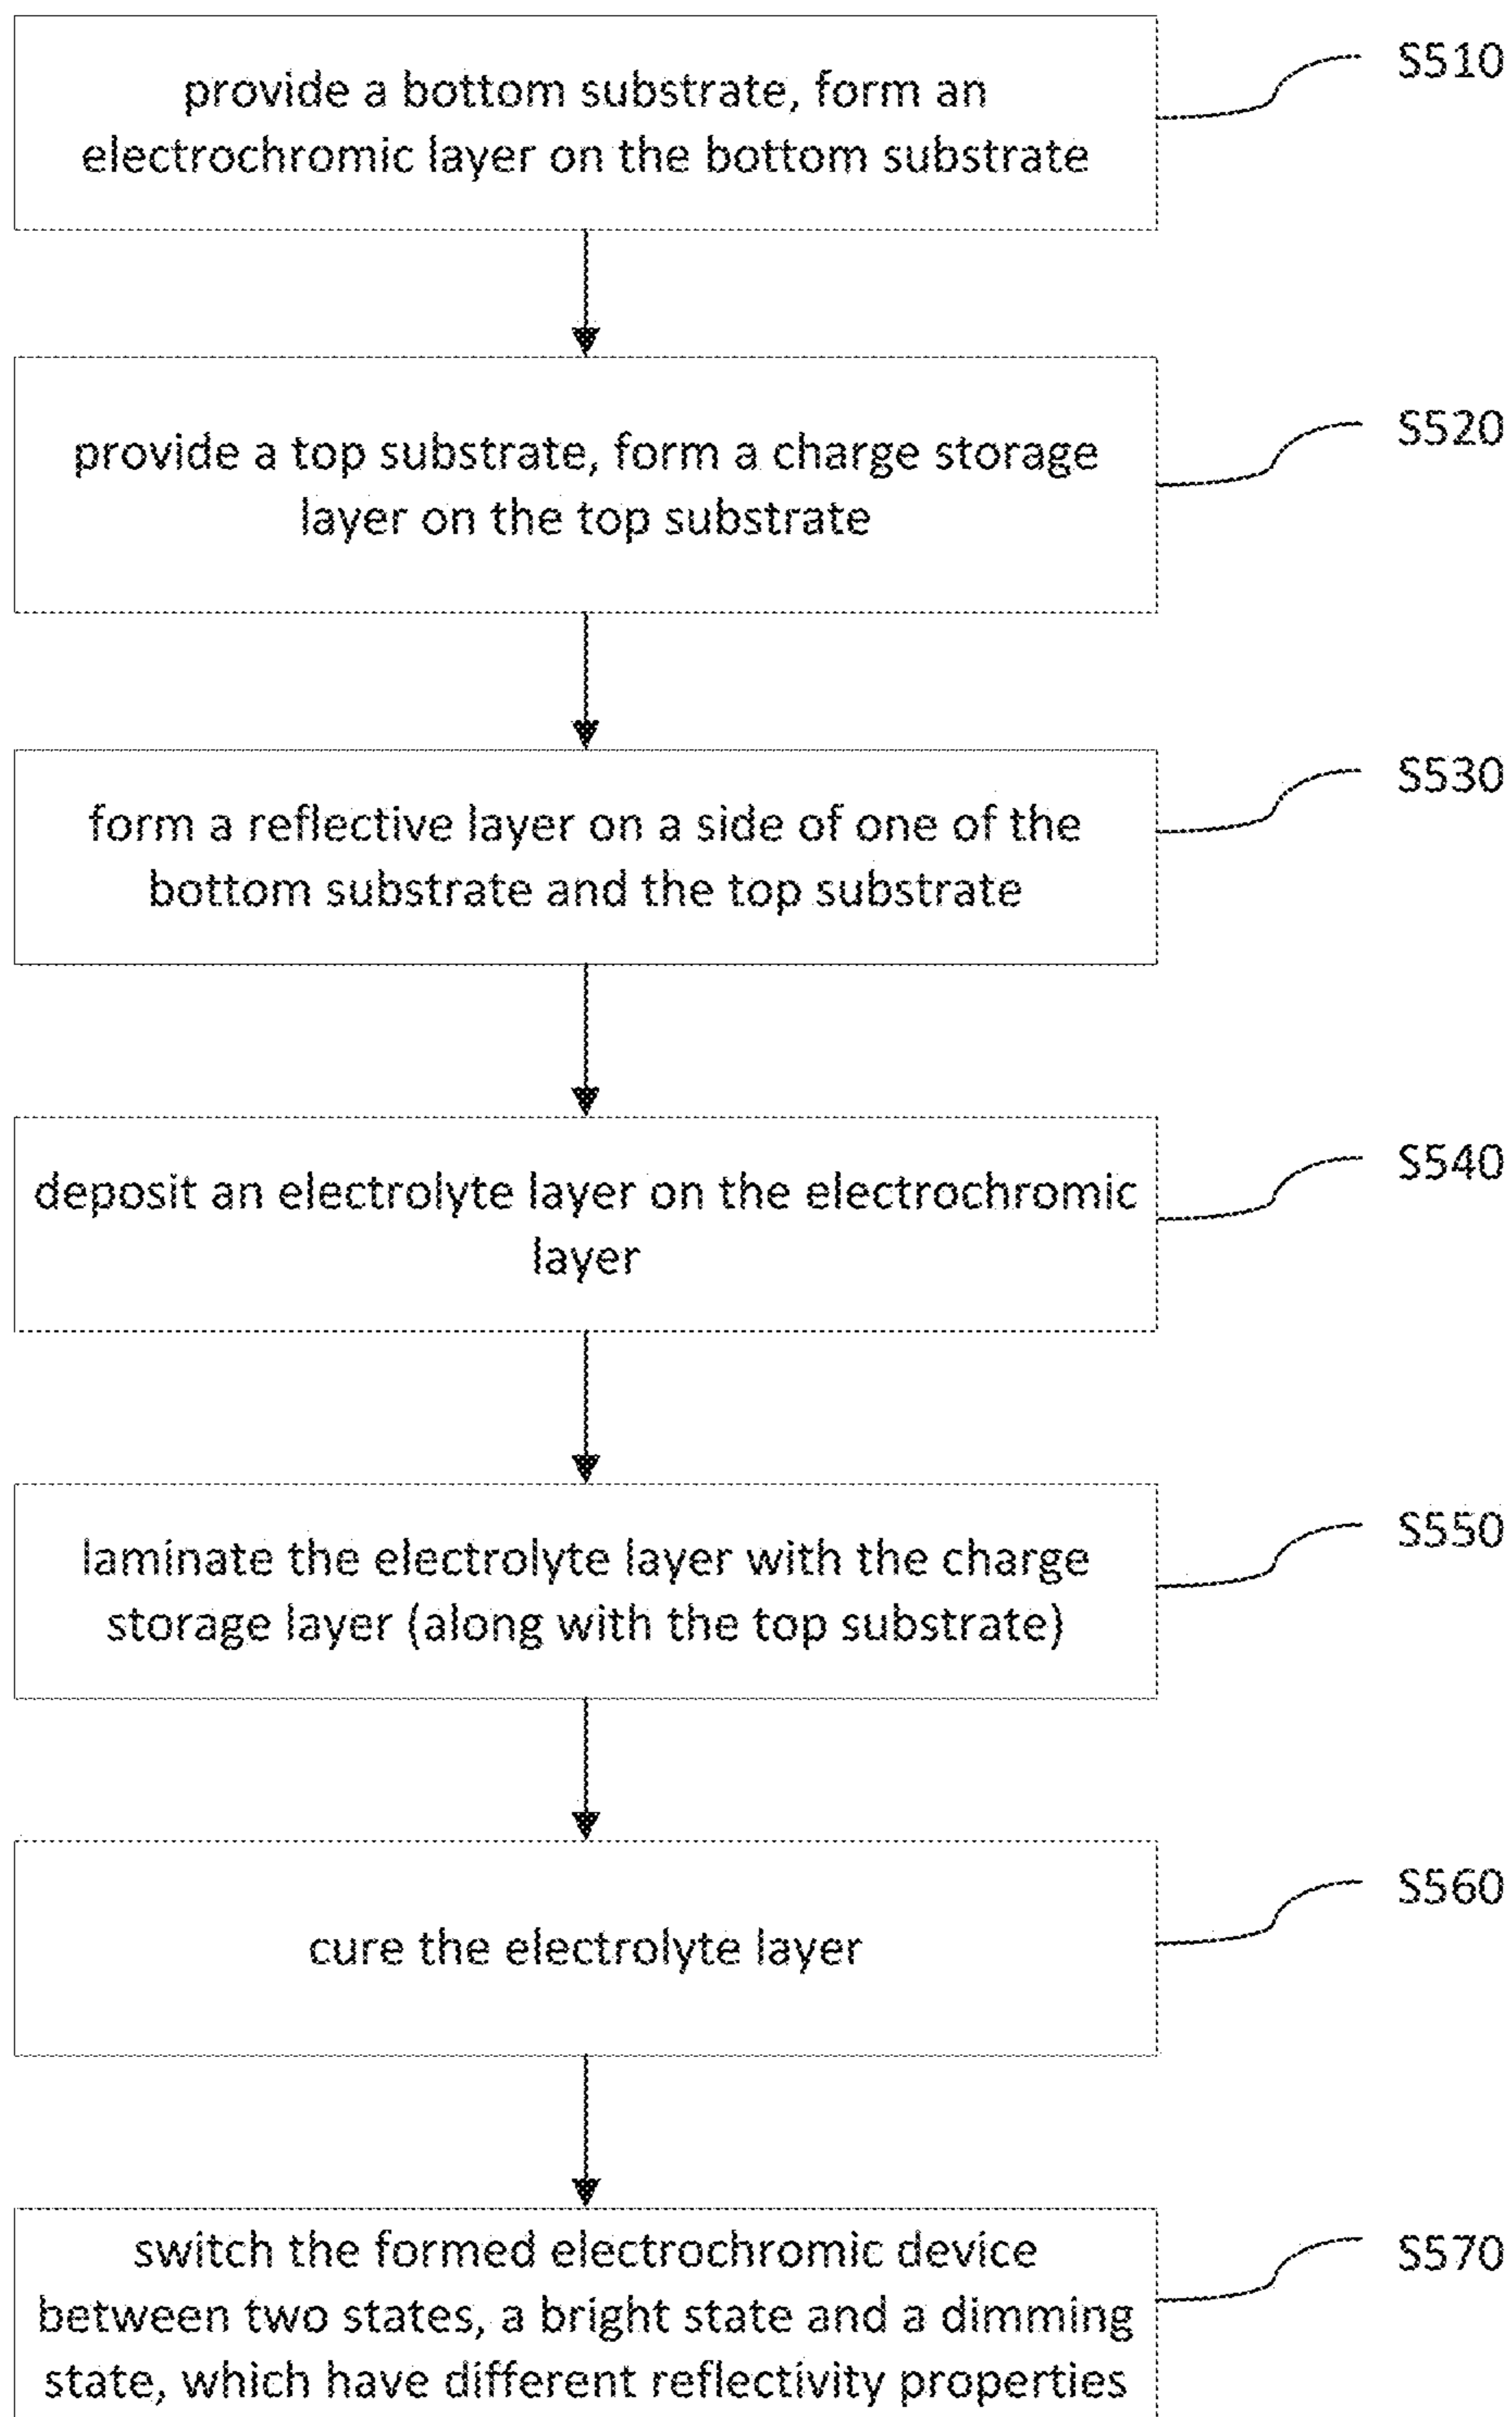 S510
provide a bottom substrate, form an
electrochromic layer on the bottom substrate
S520
provide a top substrate, form a charge storage
layer on the top substrate
S530
form a reflective layer on a side of one of the
bottom substrate and the top substrate
S540
deposit an electrolyte layer on the electrochromic
layer
S550
laminate the electrolyte layer with the charge
storage layer (along with the top substrate)
S560
cure the electrolyte layer
S570
switch the formed electrochromic device
between two states, a bright state and a dimming
state, which have different reflectivity properties